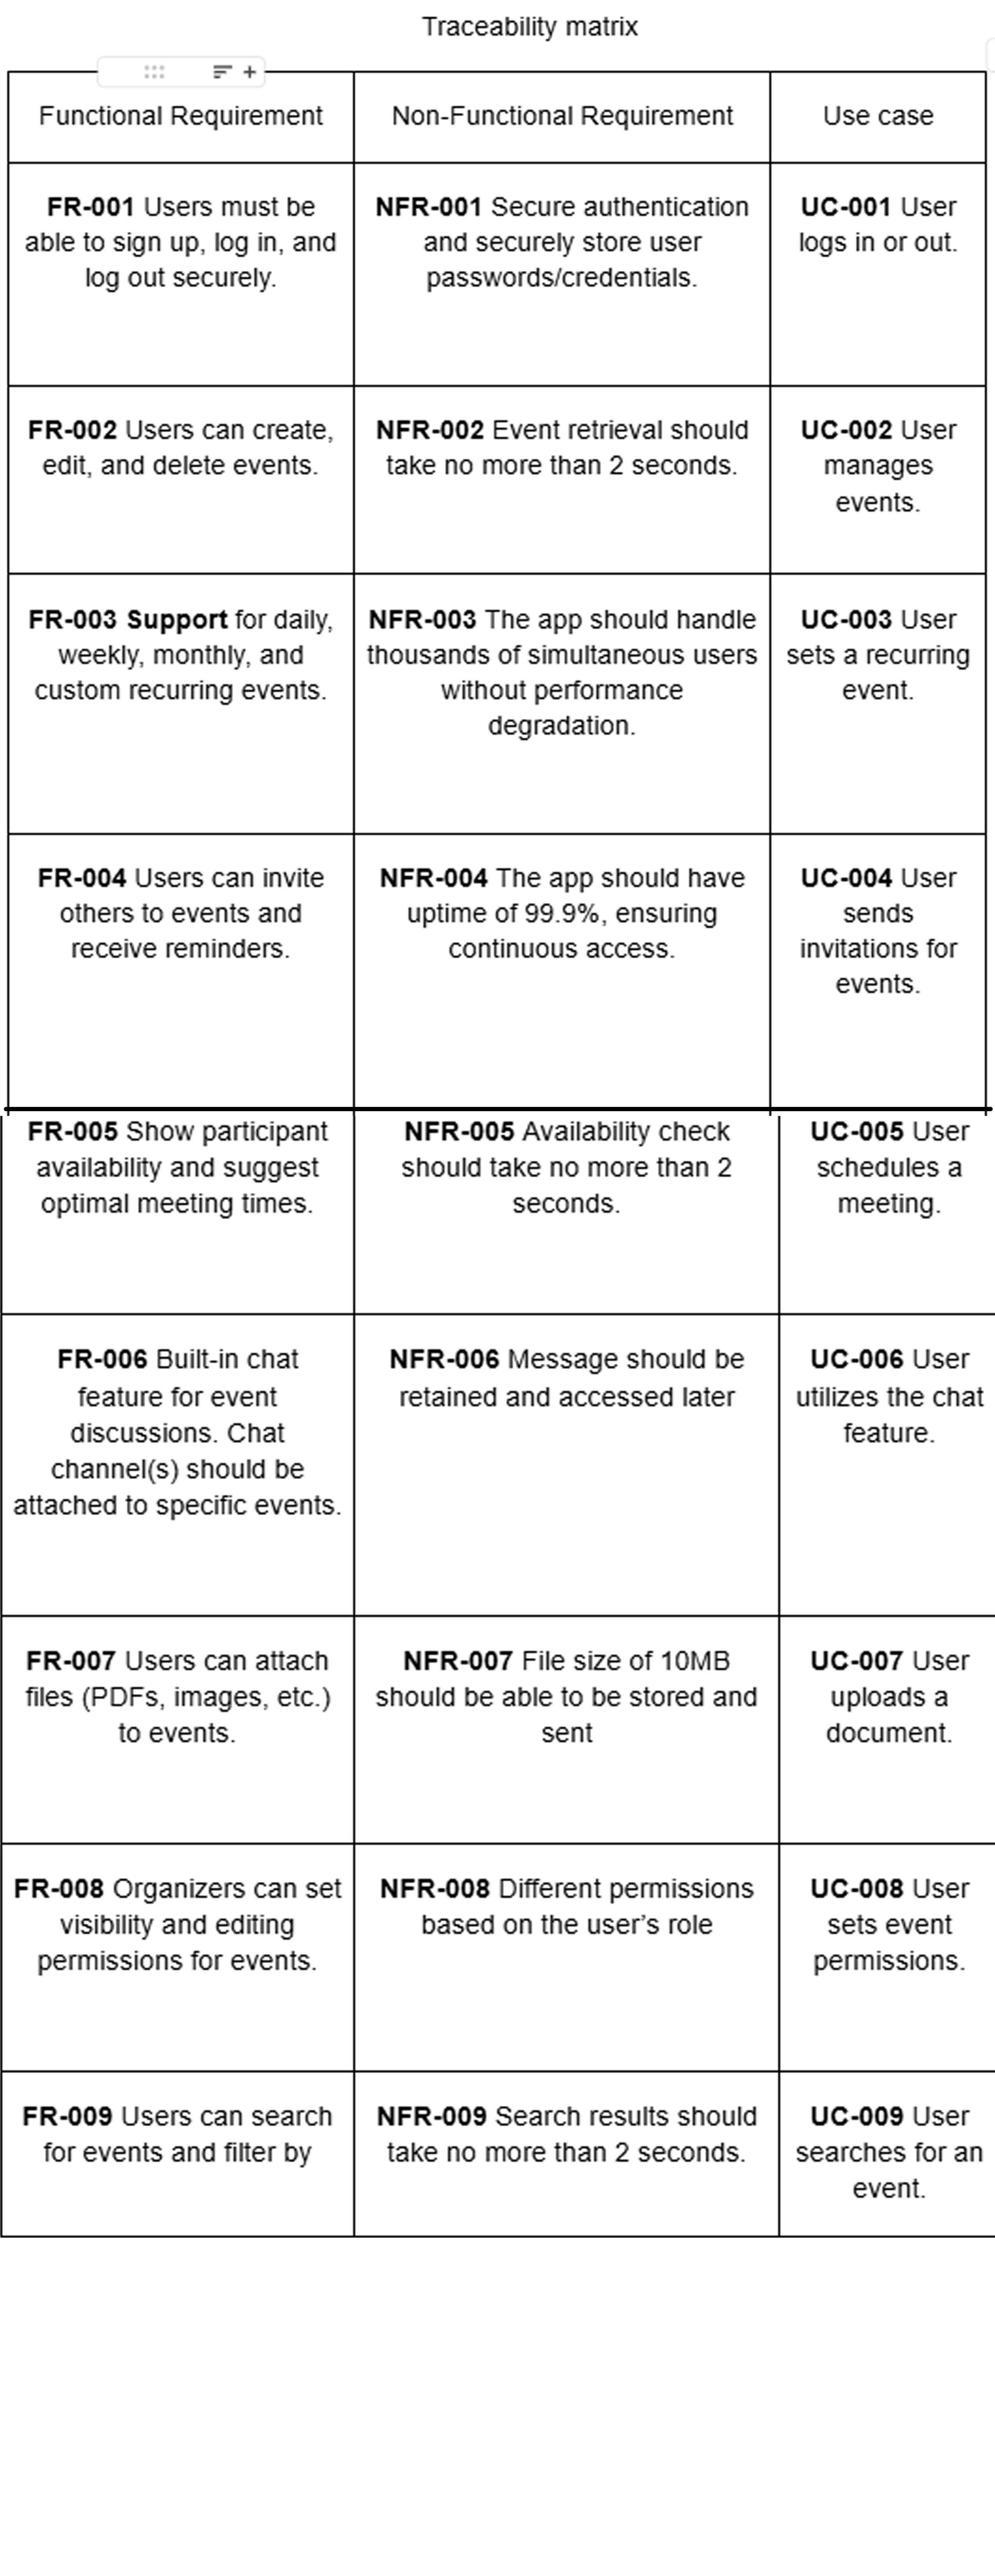 Traceability matrix
Functional Requirement
Non-Functional Requirement
Use case
FR-001 Users must be
able to sign up, log in, and
log out securely.
NFR-001 Secure authentication
and securely store user
passwords/credentials.
UC-001 User
logs in or out.
FR-002 Users can create,
edit, and delete events.
NFR-002 Event retrieval should
take no more than 2 seconds.
UC-002 User
manages
events.
FR-003 Support for daily,
weekly, monthly, and
custom recurring events.
NFR-003 The app should handle
thousands of simultaneous users
without performance
degradation.
UC-003 User
sets a recurring
event.
FR-004 Users can invite
others to events and
receive reminders.
NFR-004 The app should have
uptime of 99.9%, ensuring
continuous access.
UC-004 User
sends
invitations for
events.
FR-005 Show participant
availability and suggest
optimal meeting times.
NFR-005 Availability check
should take no more than 2
seconds.
UC-005 User
schedules a
meeting.
FR-006 Built-in chat
feature for event
discussions. Chat
channel(s) should be
attached to specific events.
NFR-006 Message should be
retained and accessed later
UC-006 User
utilizes the chat
feature.
FR-007 Users can attach
files (PDFs, images, etc.)
to events.
NFR-007 File size of 10MB
should be able to be stored and
sent
UC-007 User
uploads a
document.
FR-008 Organizers can set
visibility and editing
permissions for events.
NFR-008 Different permissions
based on the user’s role
UC-008 User
sets event
permissions.
FR-009 Users can search
for events and filter by
NFR-009 Search results should
take no more than 2 seconds.
UC-009 User
searches for an
event.